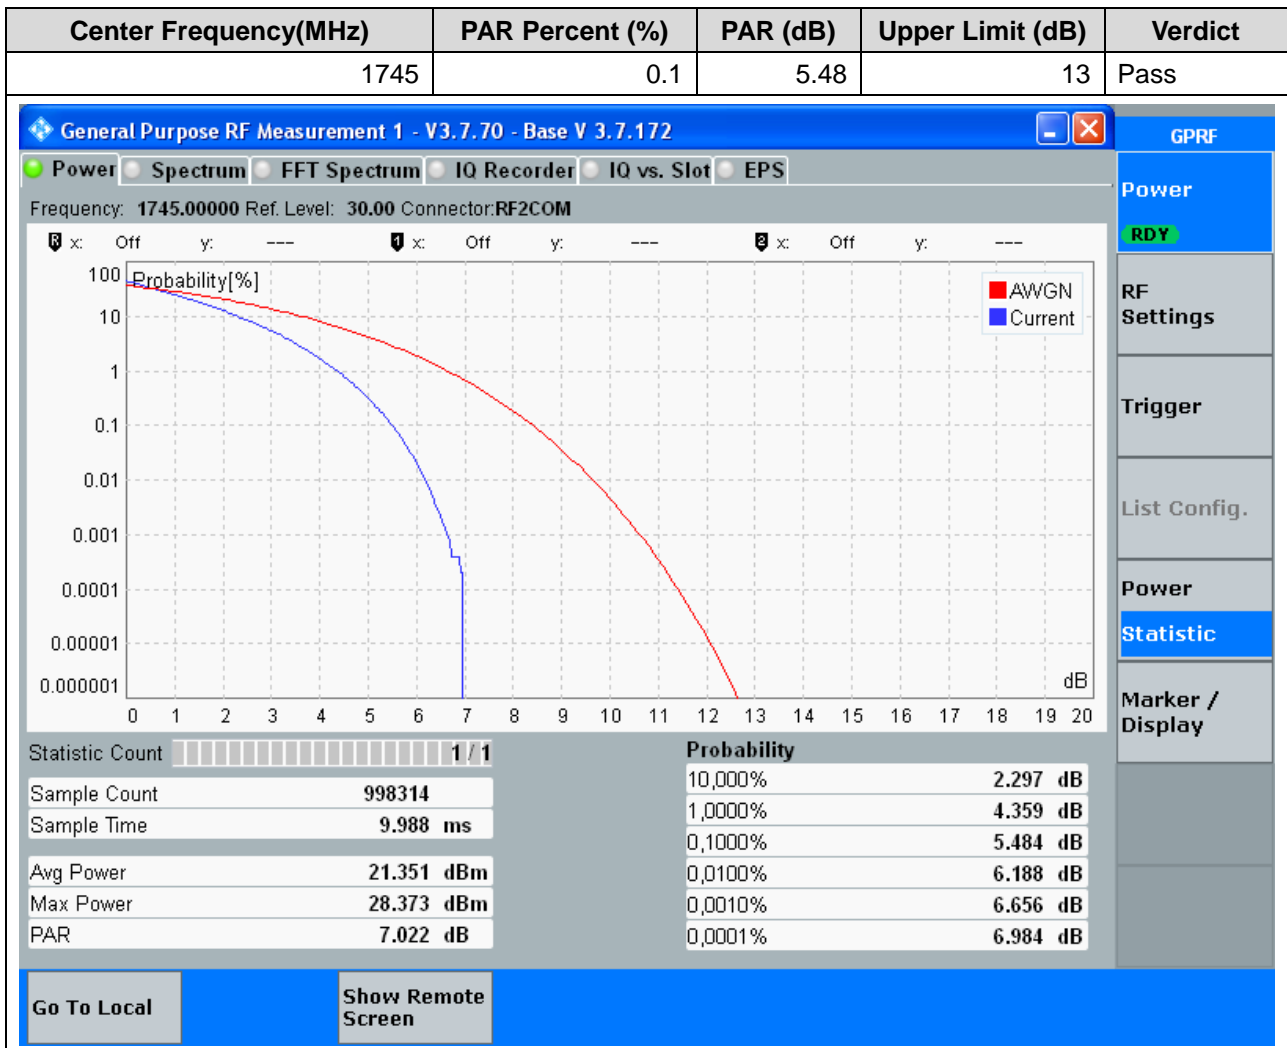 Center Frequency(MHz) PAR Percent (%) PAR (dB) Upper Limit (dB) Verdict
1745 0.1 5.48 13 Pass
General Purpose RF Measurement 1 - V3.7.70 - Base V 3.7.172
GPRF
Power Spectrum FFT Spectrum IQ Recorder IQ vs. Slot EPS
Frequency: 1745.00000 Ref. Level: 30.00 Connector:RF2COM
R x: Off y: --- 1 x: Off y: --- 2 x: Off y: ---
Probability[%]
AWGN
Current
100
10
1
0.1
0.01
0.001
0.0001
0.00001
0.000001
dB
0 1 2 3 4 5 6 7 8 9 10 11 12 13 14 15 16 17 18 19 20
Statistic Count 1 / 1
Sample Count 998314
Sample Time 9.988 ms
Avg Power 21.351 dBm
Max Power 28.373 dBm
PAR 7.022 dB
Probability
10,000% 2.297 dB
1,0000% 4.359 dB
0,1000% 5.484 dB
0,0100% 6.188 dB
0,0010% 6.656 dB
0,0001% 6.984 dB
Power
RDY
RF
Settings
Trigger
List Config.
Power
Statistic
Marker /
Display
Go To Local
Show Remote
Screen